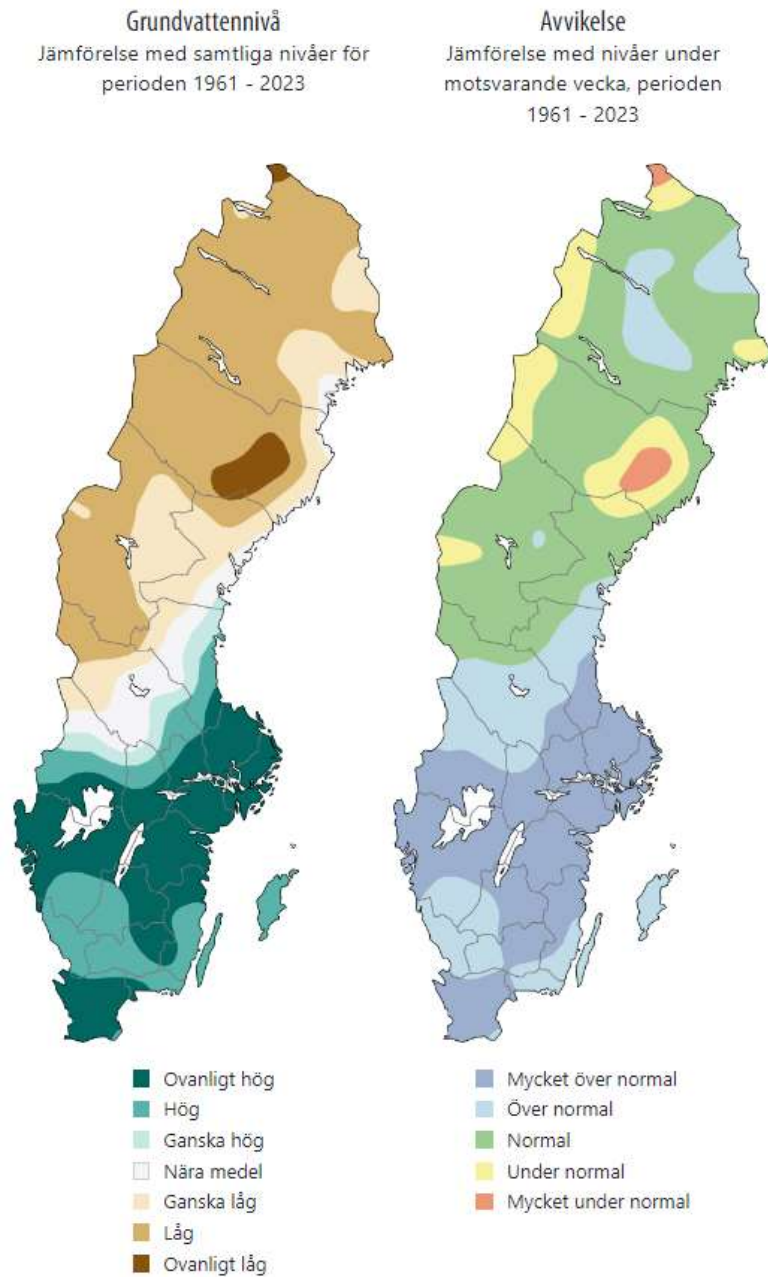 Grundvattennivå
Jämförelse med samtliga nivåer för
perioden 1961 - 2023
Avvikelse
Jämförelse med nivåer under
motsvarande vecka, perioden
1961 - 2023
Ovanligt hög
Hög
Ganska hög
Nära medel
Ganska låg
Låg
Ovanligt låg
Mycket över normal
Över normal
Normal
Under normal
Mycket under normal